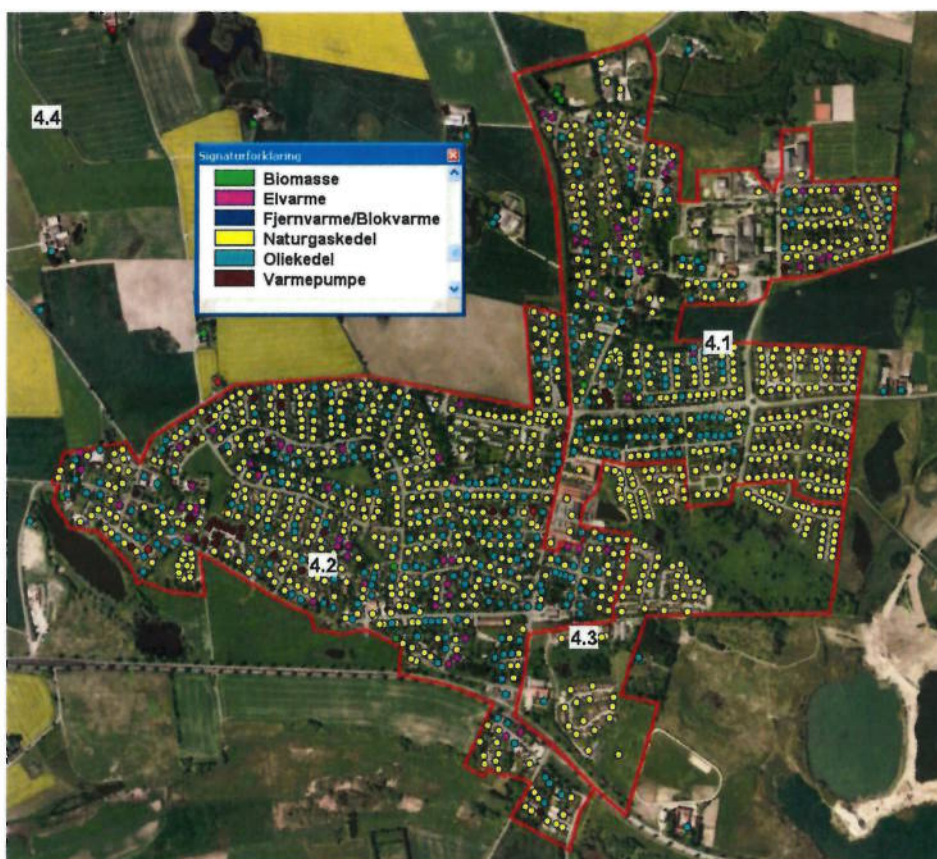 4.4
Signaturforklaring
Biomasse
Elvarme
Fjernvarme/Blokvarme
Naturgaskedel
Oliekedel
Varmepumpe
4.1
4.2
4.3